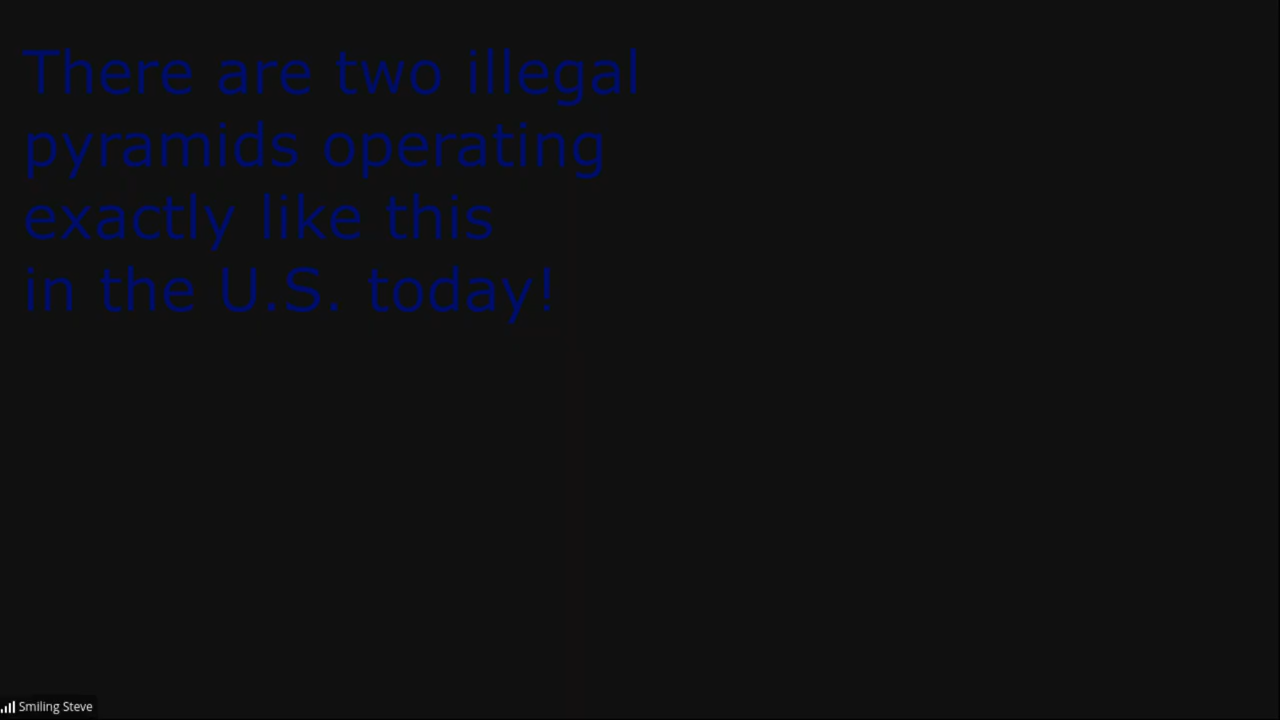 There are two illegal
pyramids operating
exactly like this
in the U.S. today!
Smiling Steve